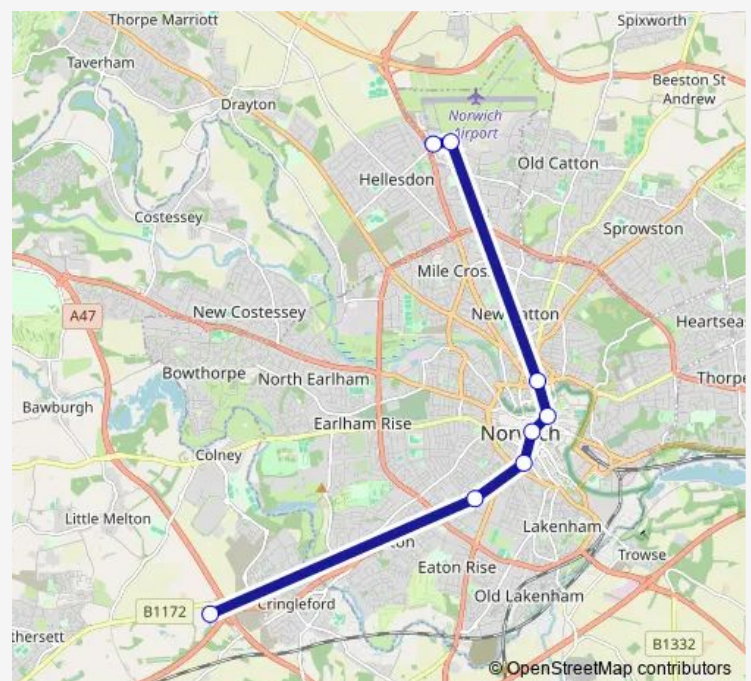 Thorpe Marriott
Spixworth
Taverham
Beeston St
Andrew
Drayton
Norwich
Airport
Old Catton
Hellesdon
Costessey
Sprowston
Mile Cross
A47
New Costessey
New Catton
Heartsea
Bowthorpe
North Earlham
Thorpe
Bawburgh
Earlham Rise
Norwich
Colney
Little Melton
Lakenham
ton
Trowse
Eaton Rise
Old Lakenham
B1172
Cringleford
thersett
B1332
© OpenStreetMap contributors